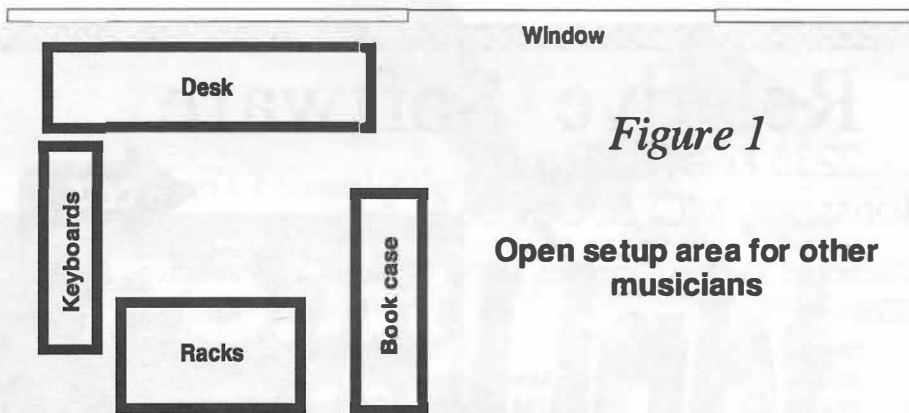 Window
Desk
Figure 1
Keyboards
Book case
Open setup area for other
musicians
Racks